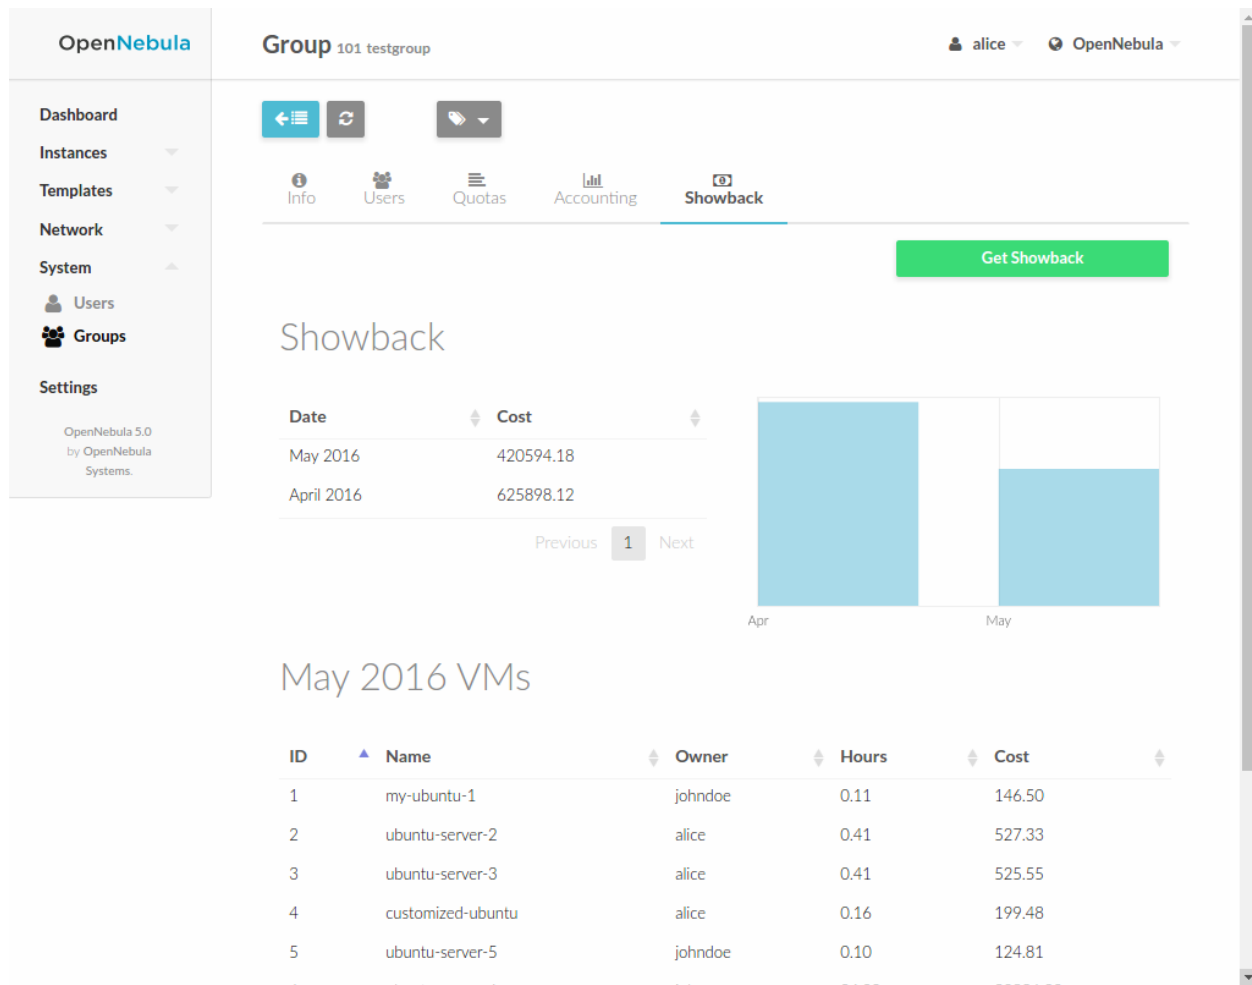 OpenNebula
Group 101 testgroup
alice
OpenNebula
Dashboard
Instances
Templates
Network
System
Users
Groups
Settings
OpenNebula 5.0
by OpenNebula
Systems.
Info Users Quotas Accounting Showback
Get Showback
Showback
Date Cost
May 2016 420594.18
April 2016 625898.12
Previous 1 Next
Apr May
May 2016 VMs
ID Name Owner Hours Cost
1 my-ubuntu-1 johndoe 0.11 146.50
2 ubuntu-server-2 alice 0.41 527.33
3 ubuntu-server-3 alice 0.41 525.55
4 customized-ubuntu alice 0.16 199.48
5 ubuntu-server-5 johndoe 0.10 124.81